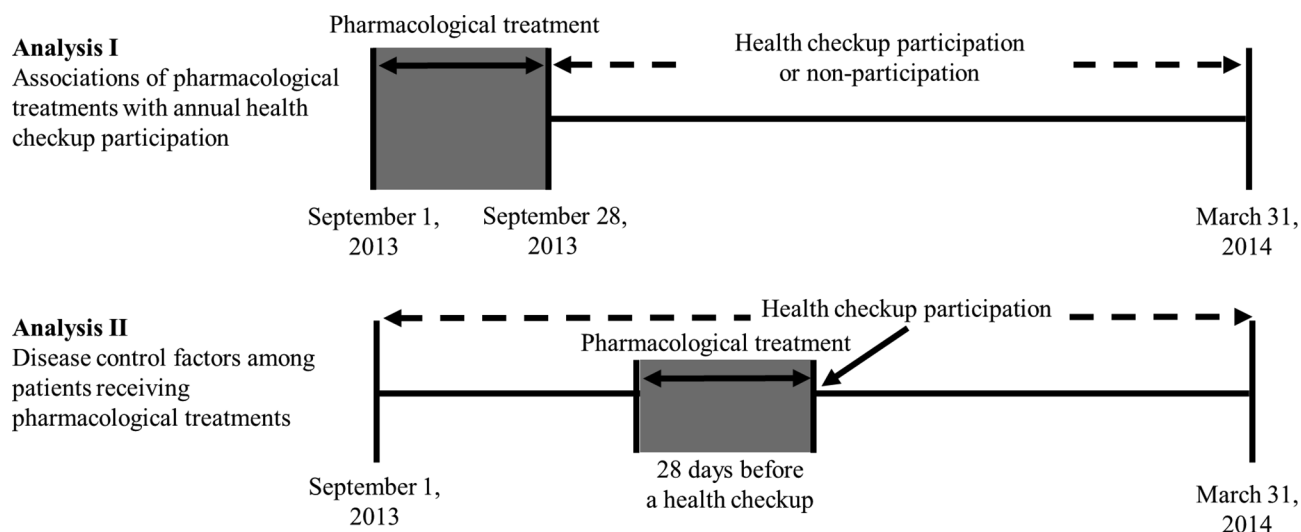 Analysis I
Associations of pharmacological
treatments with annual health
checkup participation
Pharmacological treatment
Health checkup participation
or non-participation
September 1,
2013
September 28,
2013
March 31,
2014
Analysis II
Disease control factors among
patients receiving
pharmacological treatments
Health checkup participation
Pharmacological treatment
28 days before
a health checkup
September 1,
2013
March 31,
2014